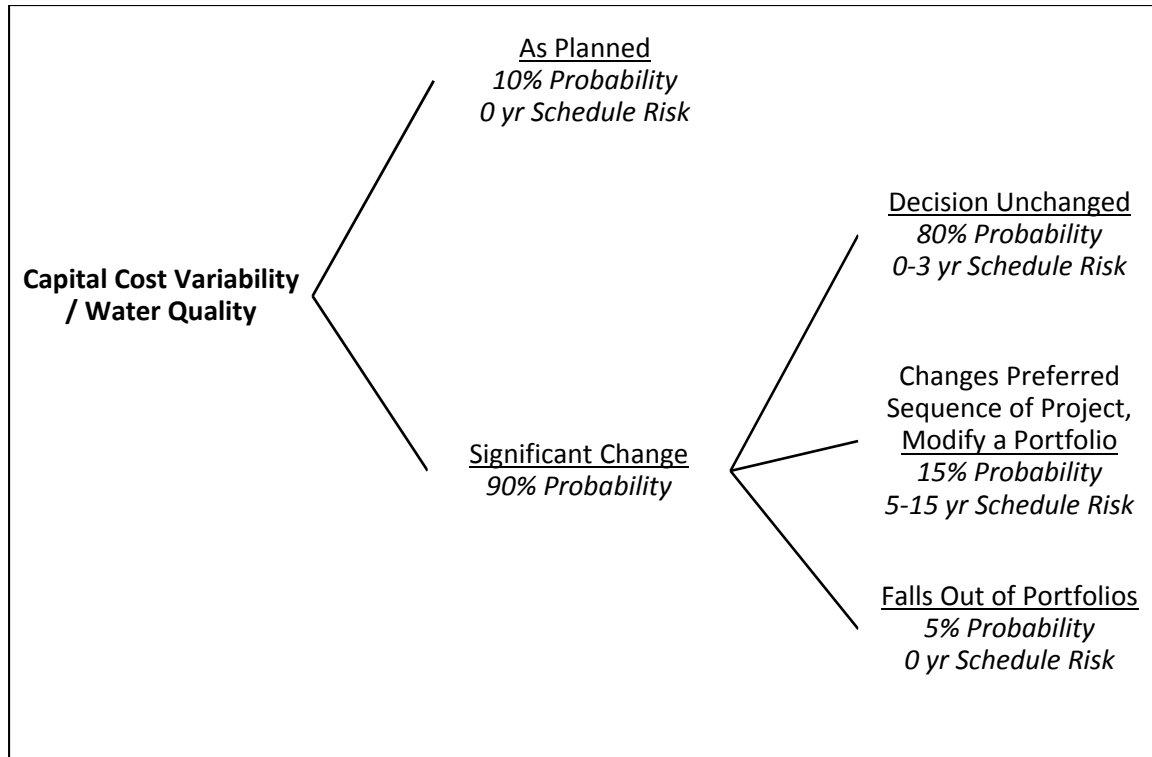 As Planned
10% Probability
0 yr Schedule Risk
Capital Cost Variability
/ Water Quality
Significant Change
90% Probability
Decision Unchanged
80% Probability
0-3 yr Schedule Risk
Changes Preferred
Sequence of Project,
Modify a Portfolio
15% Probability
5-15 yr Schedule Risk
Falls Out of Portfolios
5% Probability
0 yr Schedule Risk